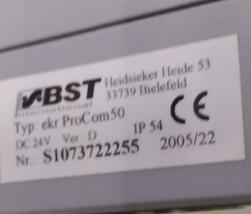 BST Heidsieker Heide 53
33739 Bielefeld
Typ: ekr ProCom50
DC 24V Ver. D IP 54 CE
Nr.: S1073722255 2005/22